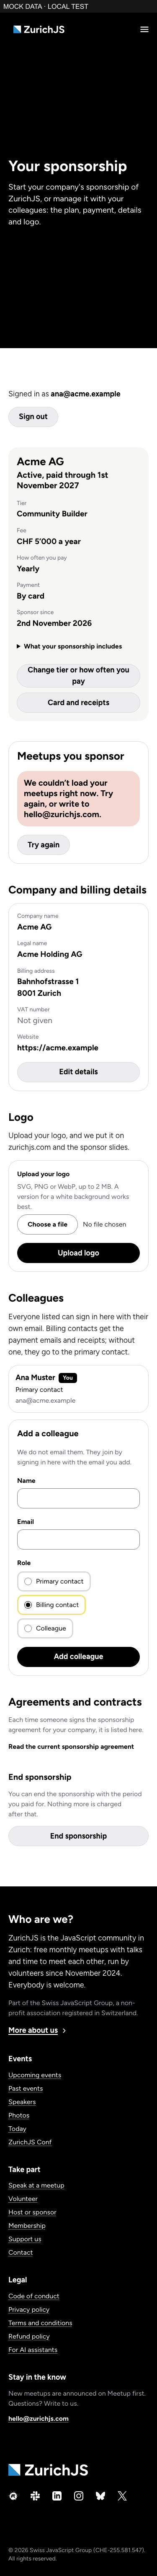 MOCK DATA · LOCAL TEST
ZurichJS
Your sponsorship
Start your company's sponsorship of
ZurichJS, or manage it with your
colleagues: the plan, payment, details
and logo.
Signed in as ana@acme.example
Sign out
Acme AG
Active, paid through 1st
November 2027
Tier
Community Builder
Fee
CHF 5'000 a year
How often you pay
Yearly
Payment
By card
Sponsor since
2nd November 2026
What your sponsorship includes
Change tier or how often you
pay
Card and receipts
Meetups you sponsor
We couldn't load your
meetups right now. Try
again, or write to
hello@zurichjs.com.
Try again
Company and billing details
Company name
Acme AG
Legal name
Acme Holding AG
Billing address
Bahnhofstrasse 1
8001 Zurich
VAT number
Not given
Website
https://acme.example
Edit details
Logo
Upload your logo, and we put it on
zurichjs.com and the sponsor slides.
Upload your logo
SVG, PNG or WebP, up to 2 MB. A
version for a white background works
best.
Choose a file
No file chosen
Upload logo
Colleagues
Everyone listed can sign in here with their
own email. Billing contacts get the
payment emails and receipts; without
one, they go to the primary contact.
Ana Muster You
Primary contact
ana@acme.example
Add a colleague
We do not email them. They join by
signing in here with the email you add.
Name
Email
Role
Primary contact
Billing contact
Colleague
Add colleague
Agreements and contracts
Each time someone signs the sponsorship
agreement for your company, it is listed here.
Read the current sponsorship agreement
End sponsorship
You can end the sponsorship with the period
you paid for. Nothing more is charged
after that.
End sponsorship
Who are we?
ZurichJS is the JavaScript community in
Zurich: free monthly meetups with talks
and time to meet each other, run by
volunteers since November 2024.
Everybody is welcome.
Part of the Swiss JavaScript Group, a non-
profit association registered in Switzerland.
More about us
Events
Upcoming events
Past events
Speakers
Photos
Today
ZurichJS Conf
Take part
Speak at a meetup
Volunteer
Host or sponsor
Membership
Support us
Contact
Legal
Code of conduct
Privacy policy
Terms and conditions
Refund policy
For AI assistants
Stay in the know
New meetups are announced on Meetup first.
Questions? Write to us.
hello@zurichjs.com
ZurichJS
© 2026 Swiss JavaScript Group (CHE-255.581.547).
All rights reserved.